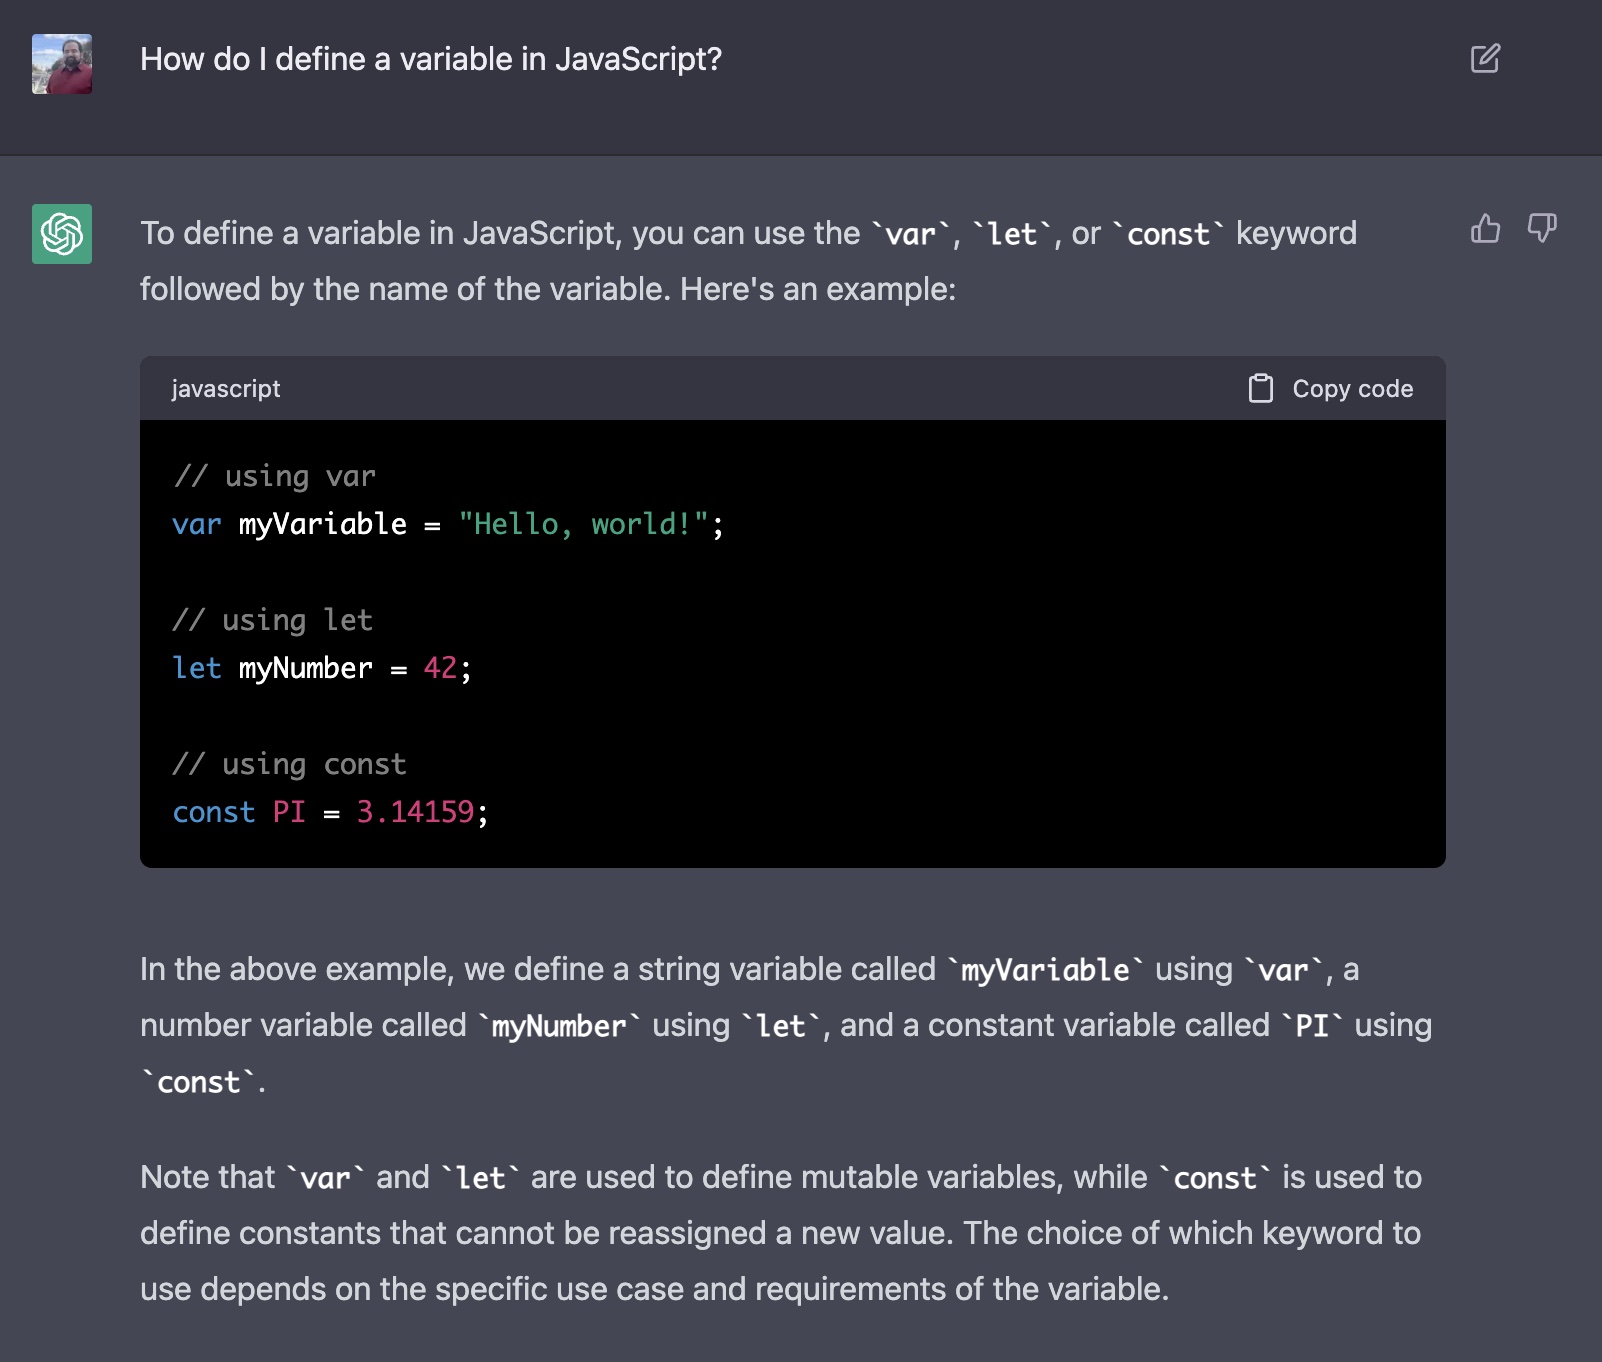 How do I define a variable in JavaScript?
To define a variable in JavaScript, you can use the `var`, `let`, or `const` keyword
followed by the name of the variable. Here's an example:
javascript
Copy code
// using var
var myVariable = "Hello, world!";
// using let
let myNumber = 42;
// using const
const PI = 3.14159;
In the above example, we define a string variable called `myVariable` using `var`, a
number variable called `myNumber` using `let`, and a constant variable called `PI` using
`const`.
Note that `var` and `let` are used to define mutable variables, while `const` is used to
define constants that cannot be reassigned a new value. The choice of which keyword to
use depends on the specific use case and requirements of the variable.